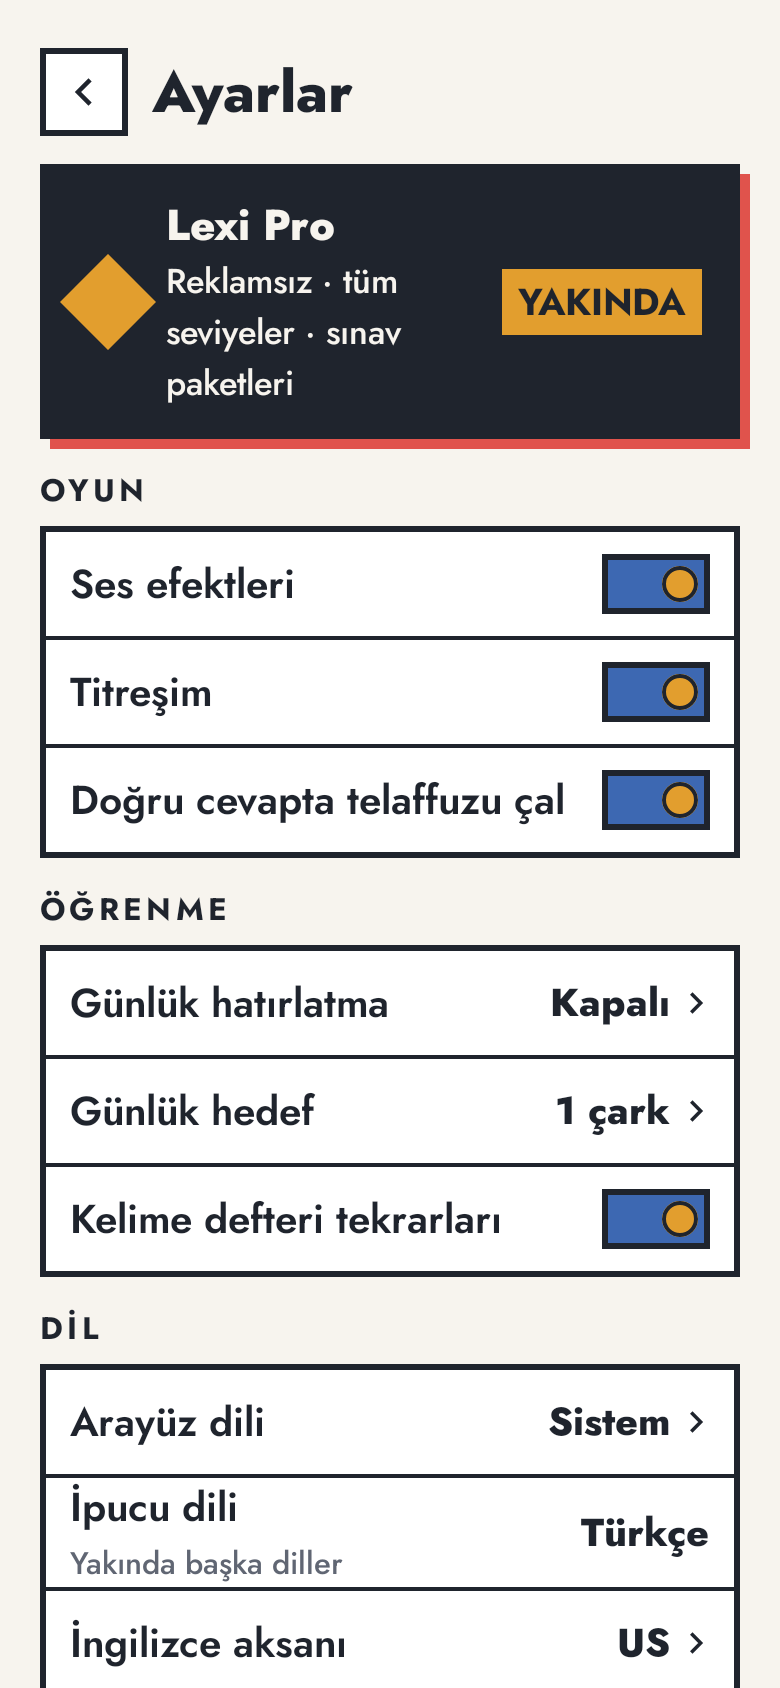 Ayarlar
Lexi Pro
Reklamsız · tüm
seviyeler · sınav
paketleri
YAKINDA
OYUN
Ses efektleri
Titreşim
Doğru cevapta telaffuzu çal
ÖĞRENME
Günlük hatırlatma Kapalı
Günlük hedef 1 çark
Kelime defteri tekrarları
DİL
Arayüz dili Sistem
İpucu dili
Yakında başka diller
Türkçe
İngilizce aksanı US